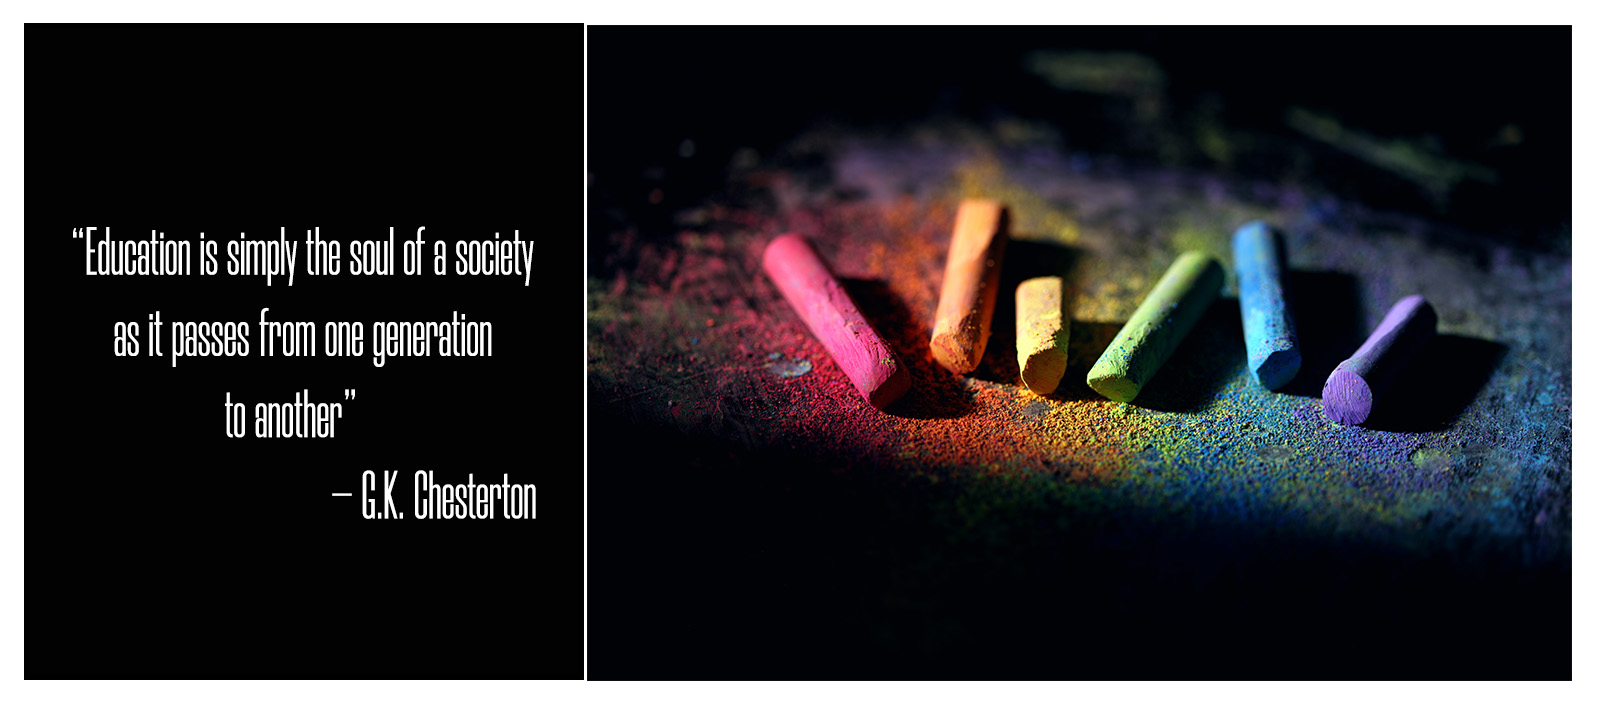 “Education is simply the soul of a society
as it passes from one generation
to another”
– G.K. Chesterton